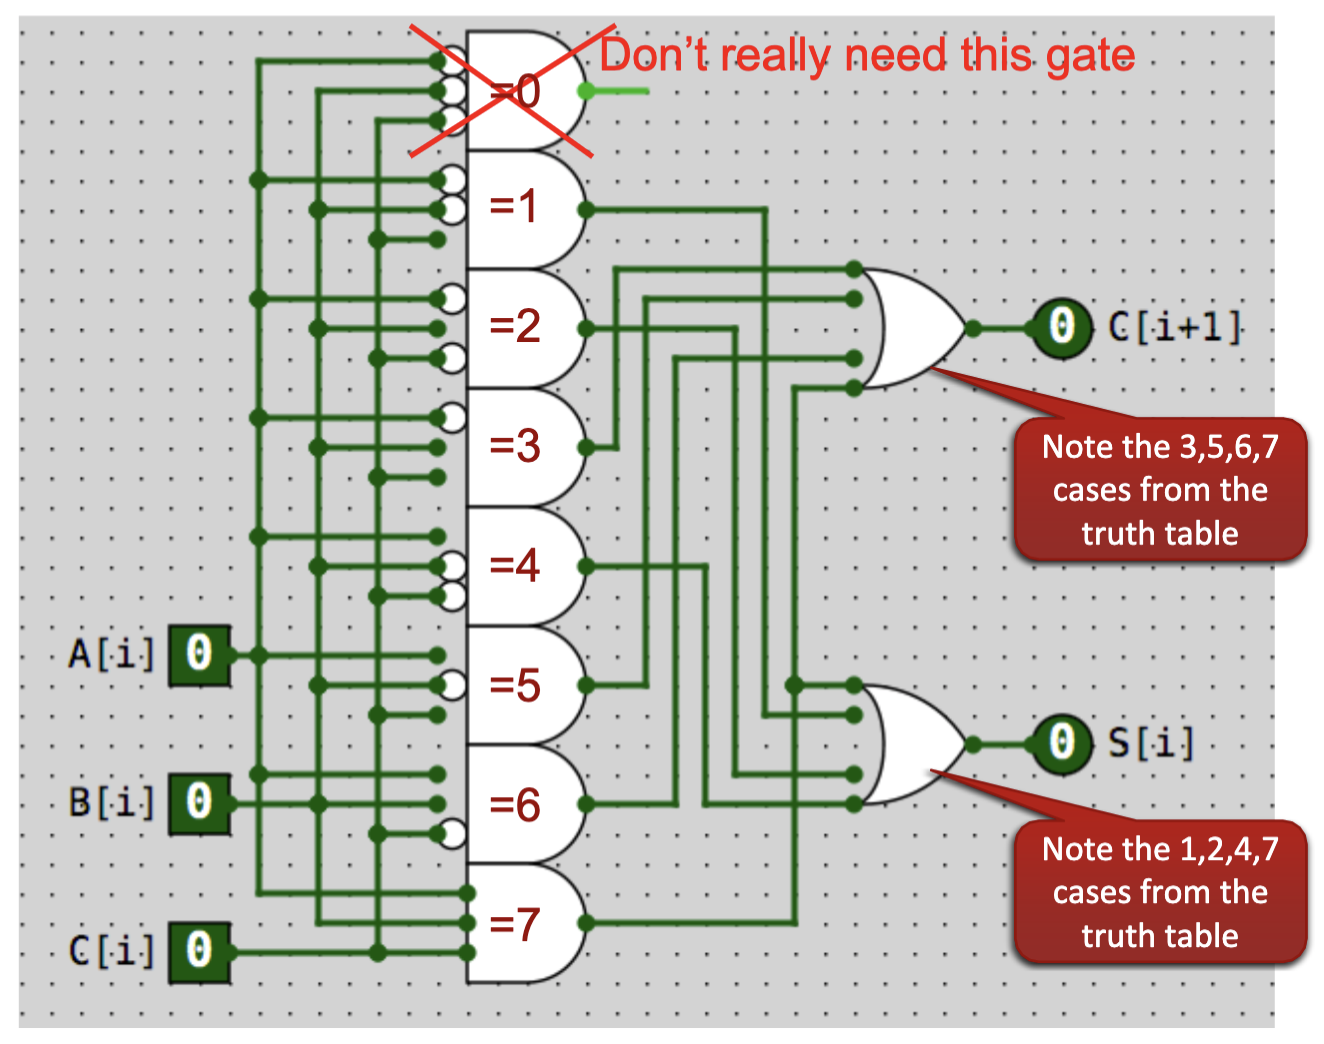 Don't really need this gate
=0
=1
=2
=3
=4
=5
=6
=7
0 C[i+1]
Note the 3,5,6,7
cases from the
truth table
A[i] 0
B[i] 0
C[i] 0
0 S[i]
Note the 1,2,4,7
cases from the
truth table